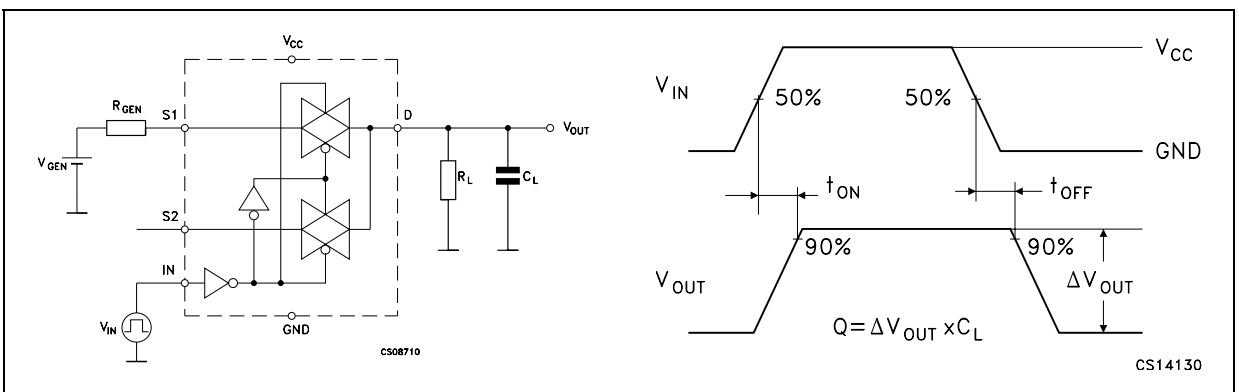 VCC
RGEN
S1
D
VOUT
VGEN
RL
CL
S2
IN
VIN
GND
CS08710
VCC
VIN
50%
50%
GND
tON
tOFF
90%
90%
VOUT
ΔVOUT
Q=ΔVOUT xCL
CS14130